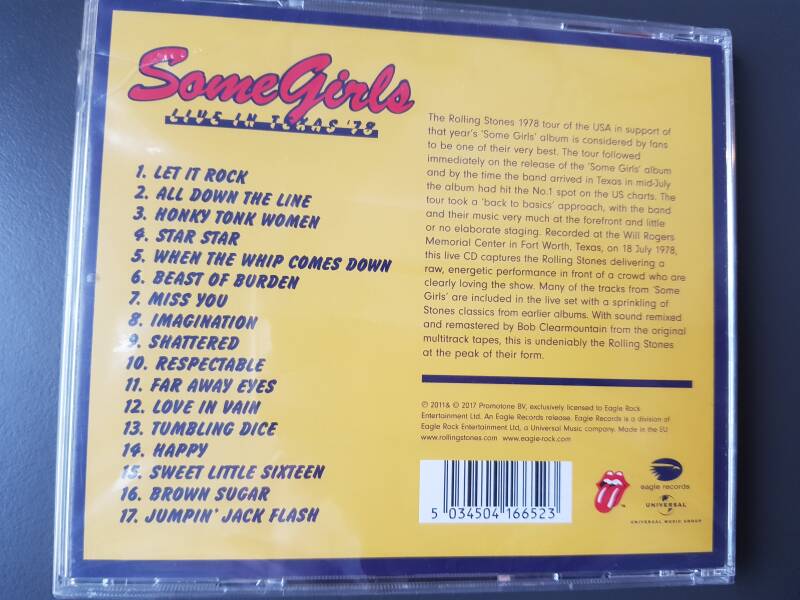 Some Girls
LIVE IN TEXAS '78
1. LET IT ROCK
2. ALL DOWN THE LINE
3. HONKY TONK WOMEN
4. STAR STAR
5. WHEN THE WHIP COMES DOWN
6. BEAST OF BURDEN
7. MISS YOU
8. IMAGINATION
9. SHATTERED
10. RESPECTABLE
11. FAR AWAY EYES
12. LOVE IN VAIN
13. TUMBLING DICE
14. HAPPY
15. SWEET LITTLE SIXTEEN
16. BROWN SUGAR
17. JUMPIN' JACK FLASH
The Rolling Stones 1978 tour of the USA in support of
that year's 'Some Girls' album is considered by fans
to be one of their very best. The tour followed
immediately on the release of the 'Some Girls' album
and by the time the band arrived in Texas in mid-July
the album had hit the No.1 spot on the US charts. The
tour took a 'back to basics' approach, with the band
and their music very much at the forefront and little
or no elaborate staging. Recorded at the Will Rogers
Memorial Center in Fort Worth, Texas, on 18 July 1978,
this live CD captures the Rolling Stones delivering a
raw, energetic performance in front of a crowd who are
clearly loving the show. Many of the tracks from 'Some
Girls' are included in the live set with a sprinkling of
Stones classics from earlier albums. With sound remixed
and remastered by Bob Clearmountain from the original
multitrack tapes, this is undeniably the Rolling Stones
at the peak of their form.
℗ 2011& © 2017 Promotone BV, exclusively licensed to Eagle Rock
Entertainment Ltd. An Eagle Records release. Eagle Records is a division of
Eagle Rock Entertainment Ltd, a Universal Music company. Made in the EU
www.rollingstones.com www.eagle-rock.com
5 034504 166523
TM
eagle records
UNIVERSAL
UNIVERSAL MUSIC GROUP